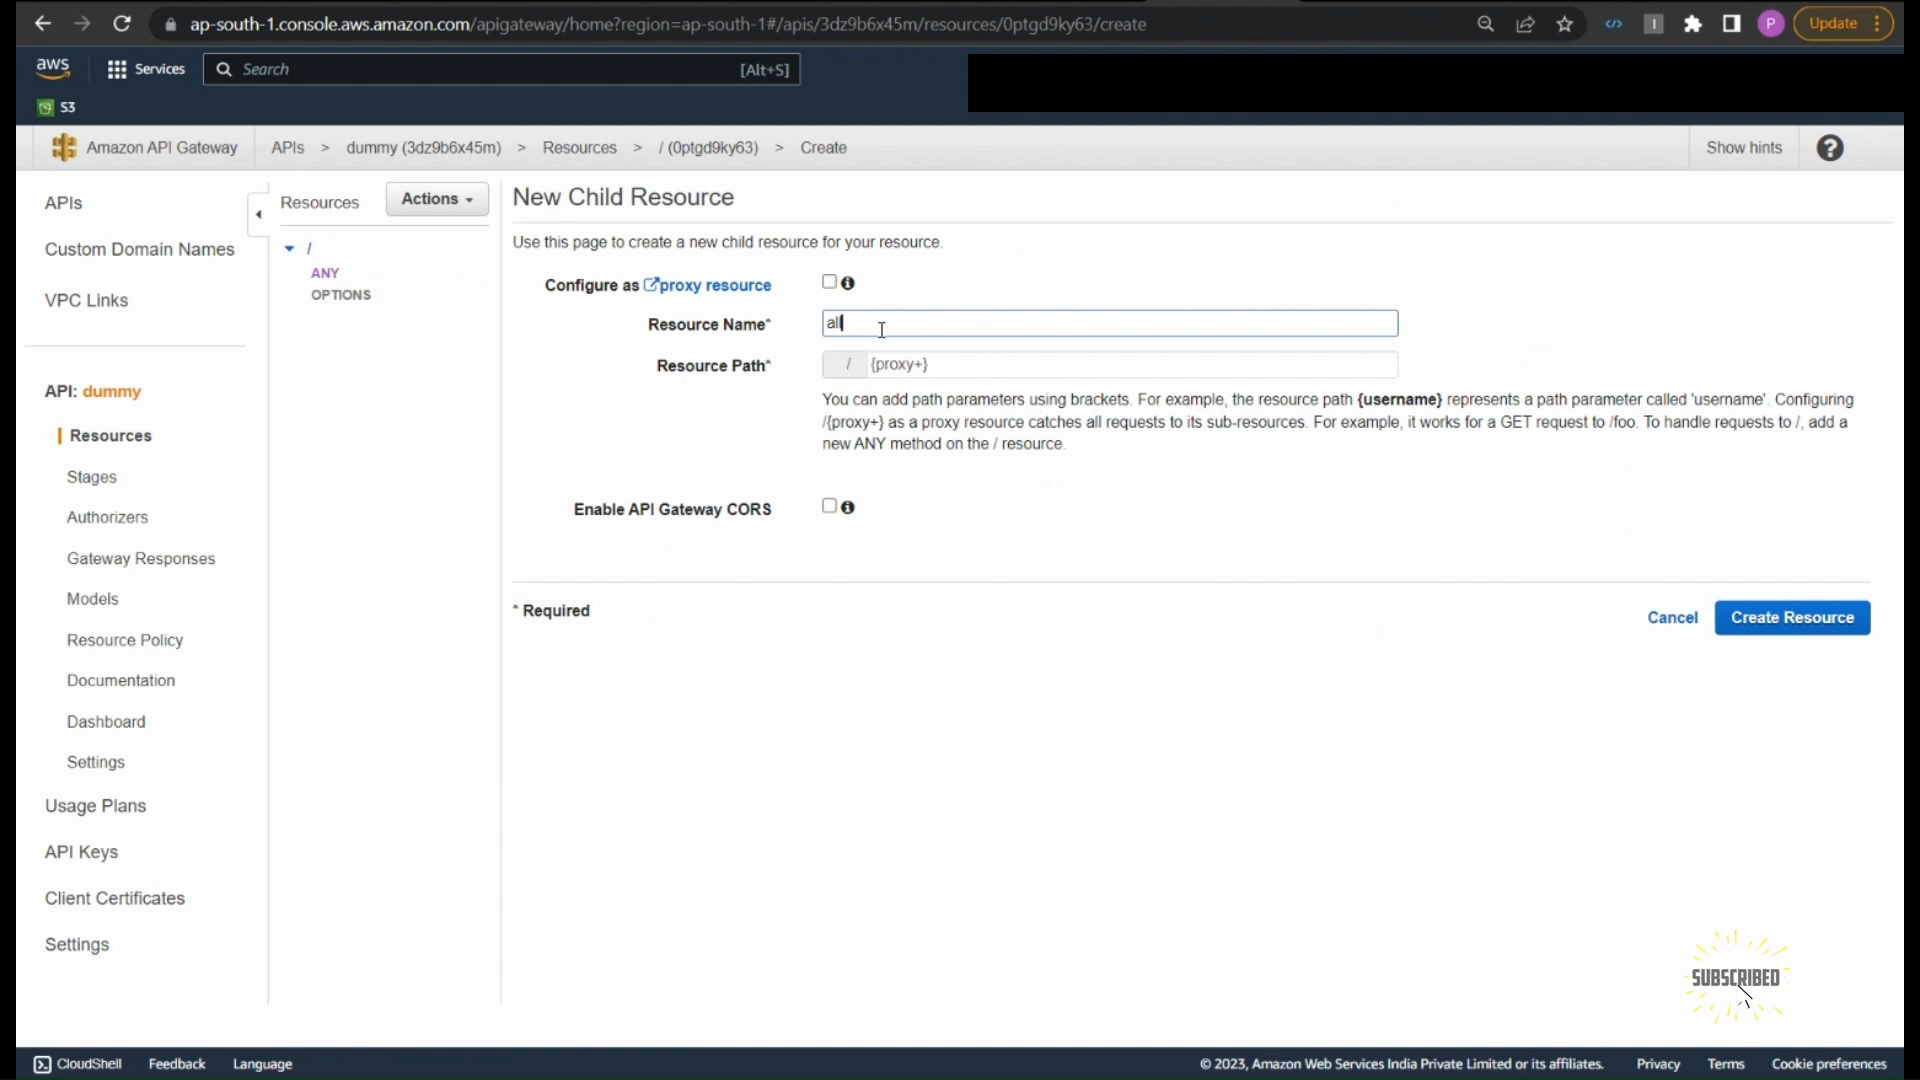 ap-south-1.console.aws.amazon.com/apigateway/home?region=ap-south-1#/apis/3dz9b6x45m/resources/0ptgd9ky63/create
P
Update
aws
Services
Search
[Alt+S]
S3
Amazon API Gateway
APIs > dummy (3dz9b6x45m) > Resources > / (0ptgd9ky63) > Create
Show hints
?
APIs
Custom Domain Names
VPC Links
API: dummy
Resources
Stages
Authorizers
Gateway Responses
Models
Resource Policy
Documentation
Dashboard
Settings
Usage Plans
API Keys
Client Certificates
Settings
Resources
Actions
/
ANY
OPTIONS
New Child Resource
Use this page to create a new child resource for your resource.
Configure as proxy resource
Resource Name*
all
Resource Path*
/ {proxy+}
You can add path parameters using brackets. For example, the resource path {username} represents a path parameter called 'username'. Configuring
/{proxy+} as a proxy resource catches all requests to its sub-resources. For example, it works for a GET request to /foo. To handle requests to /, add a
new ANY method on the / resource.
Enable API Gateway CORS
* Required
Cancel
Create Resource
SUBSCRIBED
CloudShell
Feedback
Language
© 2023, Amazon Web Services India Private Limited or its affiliates.
Privacy
Terms
Cookie preferences